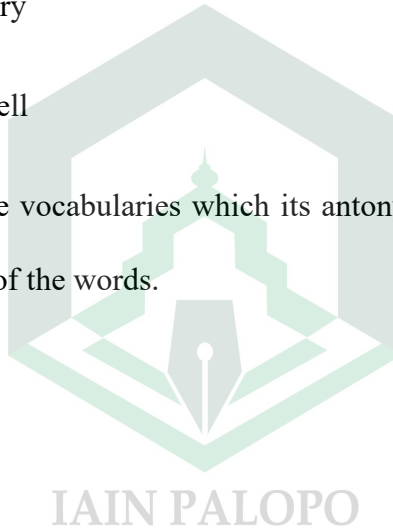 ry
ell
e vocabularies which its anton
of the words.
IAIN PALOPO